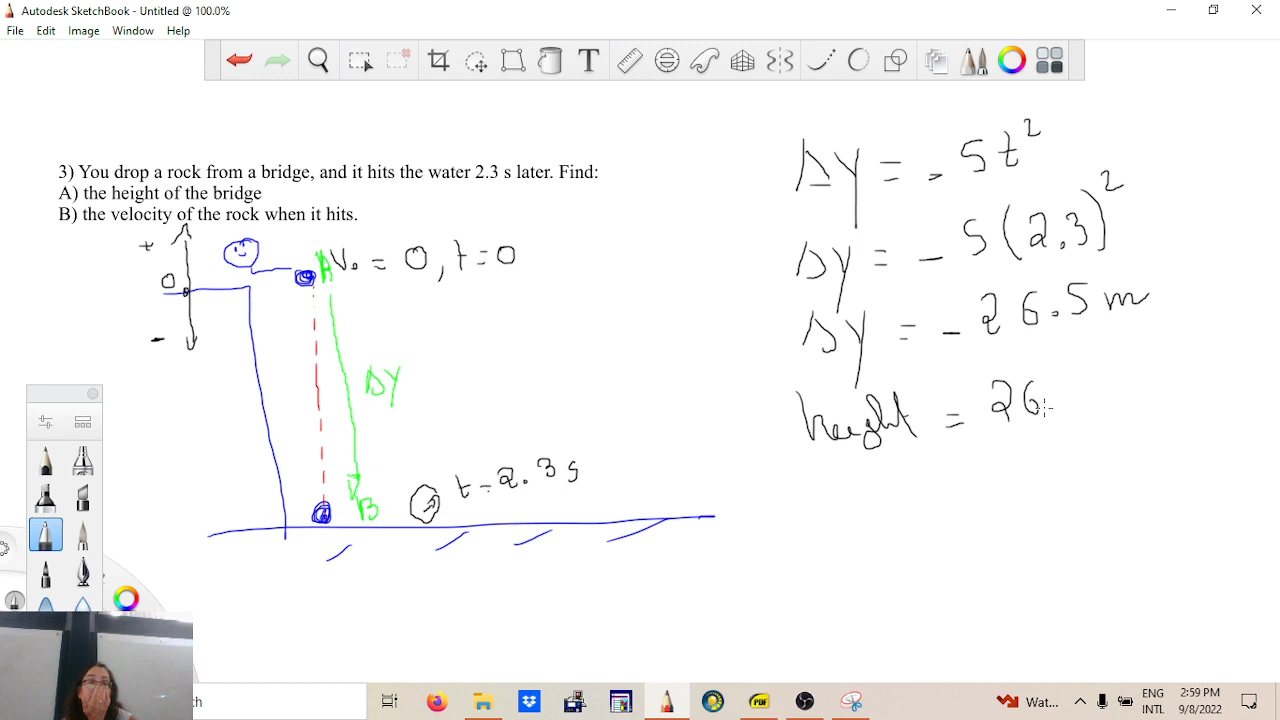 Autodesk SketchBook - Untitled @ 100.0%
File Edit Image Window Help
T
3) You drop a rock from a bridge, and it hits the water 2.3 s later. Find:
A) the height of the bridge
B) the velocity of the rock when it hits.
+
0
-
A V₀ = 0, t = 0
ΔY
B
t = 2.3 s
ΔY = - 5t²
ΔY = - 5(2.3)²
ΔY = - 26.5 m
height = 26
ch
PDF
Wat...
ENG
INTL
2:59 PM
9/8/2022